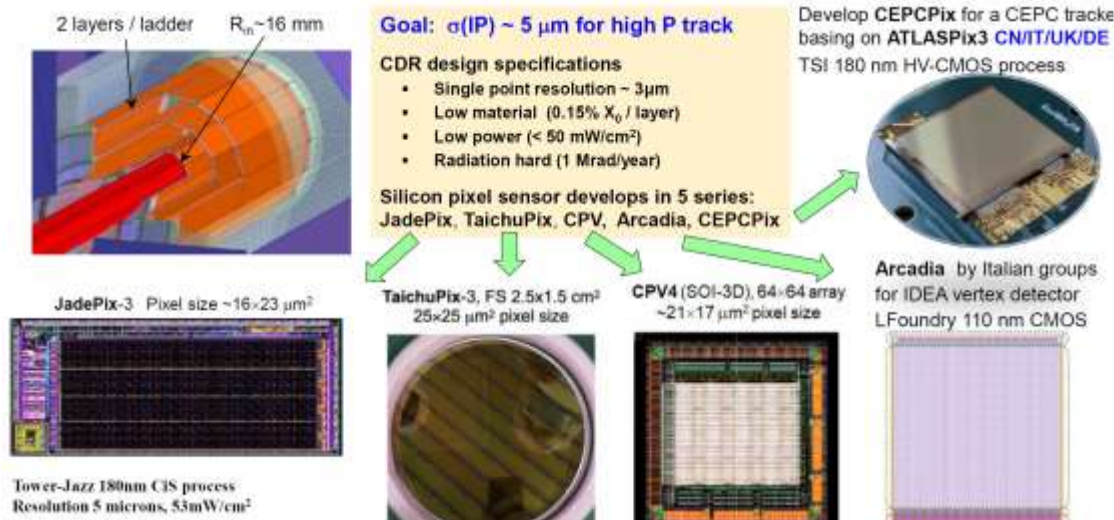 2 layers / ladder
R_in~16 mm
Goal: σ(IP) ~ 5 μm for high P track
CDR design specifications
• Single point resolution ~ 3μm
• Low material (0.15% X₀ / layer)
• Low power (< 50 mW/cm²)
• Radiation hard (1 Mrad/year)
Silicon pixel sensor develops in 5 series:
JadePix, TaichuPix, CPV, Arcadia, CEPCPix
Develop CEPCPix for a CEPC tracke
basing on ATLASPix3 CN/IT/UK/DE
TSI 180 nm HV-CMOS process
JadePix-3 Pixel size ~16×23 μm²
Tower-Jazz 180nm CiS process
Resolution 5 microns, 53mW/cm²
TaichuPix-3, FS 2.5x1.5 cm²
25×25 μm² pixel size
CPV4 (SOI-3D), 64×64 array
~21×17 μm² pixel size
Arcadia by Italian groups
for IDEA vertex detector
LFoundry 110 nm CMOS